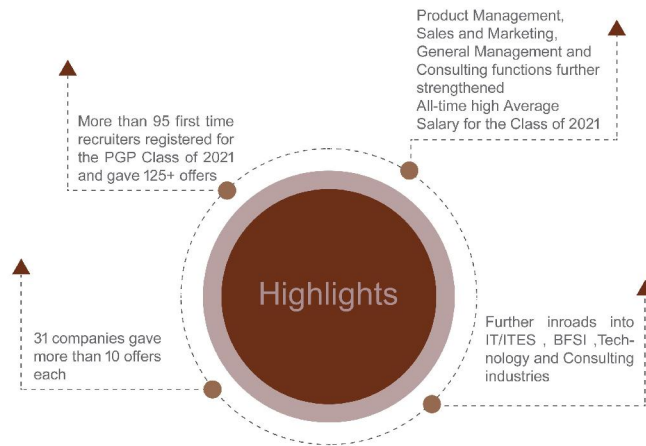 Product Management,
Sales and Marketing,
General Management and
Consulting functions further
strengthened
All-time high Average
Salary for the Class of 2021
More than 95 first time
recruiters registered for
the PGP Class of 2021
and gave 125+ offers
Highlights
31 companies gave
more than 10 offers
each
Further inroads into
IT/ITES , BFSI ,Tech-
nology and Consulting
industries